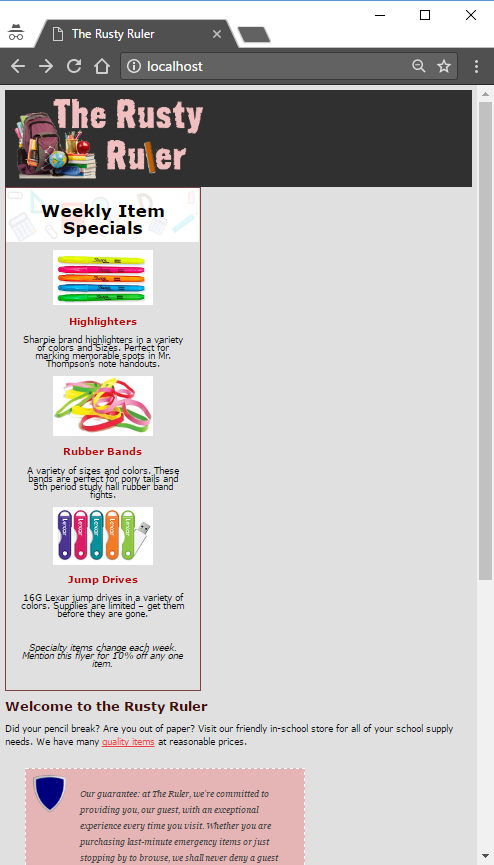 The Rusty Ruler
localhost
The Rusty
Ruler
Weekly Item
Specials
Highlighters
Sharpie brand highlighters in a variety
of colors and Sizes. Perfect for
marking memorable spots in Mr.
Thompson's note handouts.
Rubber Bands
A variety of sizes and colors. These
bands are perfect for pony tails and
5th period study hall rubber band
fights.
Lexar Lexar Lexar Lexar Lexar
Jump Drives
16G Lexar jump drives in a variety of
colors. Supplies are limited – get them
before they are gone.
Specialty items change each week.
Mention this flyer for 10% off any one
item.
Welcome to the Rusty Ruler
Did your pencil break? Are you out of paper? Visit our friendly in-school store for all of your school supply
needs. We have many quality items at reasonable prices.
Our guarantee: at The Ruler, we're committed to
providing you, our guest, with an exceptional
experience every time you visit. Whether you are
purchasing last-minute emergency items or just
stopping by to browse, we shall never deny a guest